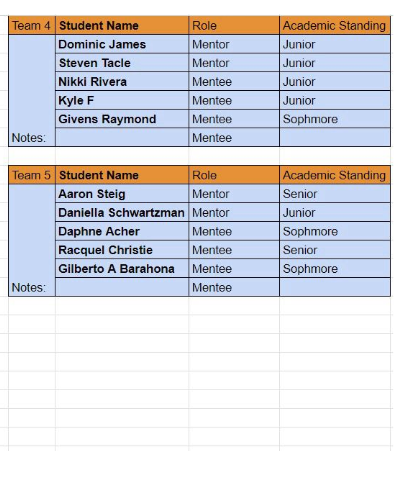 Team 4 Student Name Role Academic Standing
Dominic James Mentor Junior
Steven Tacle Mentor Junior
Nikki Rivera Mentee Junior
Kyle F Mentee Junior
Givens Raymond Mentee Sophmore
Notes: Mentee
Team 5 Student Name Role Academic Standing
Aaron Steig Mentor Senior
Daniella Schwartzman Mentor Junior
Daphne Acher Mentee Sophmore
Racquel Christie Mentee Senior
Gilberto A Barahona Mentee Sophmore
Notes: Mentee